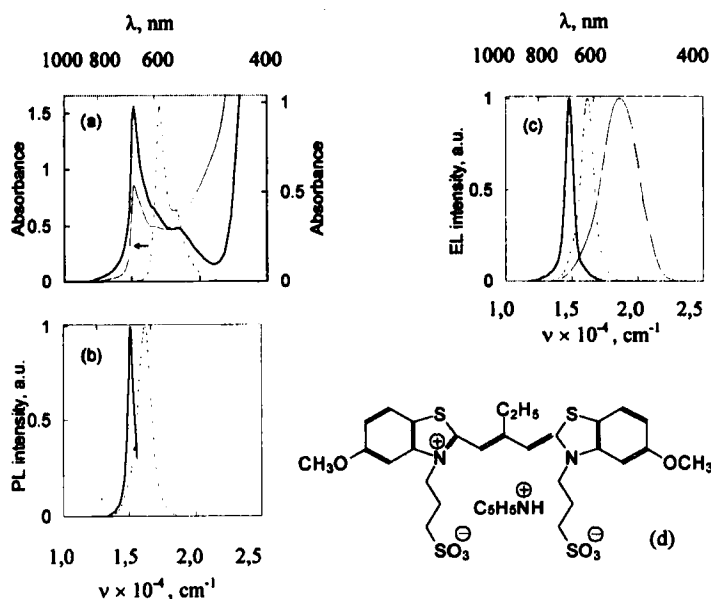 λ, nm
1000 800 600 400
(a)
1.5
1
0.5
0
Absorbance
1
0.5
0
Absorbance
(b)
1
0.5
0
PL intensity, a.u.
1,0 1,5 2,0 2,5
ν × 10⁻⁴, cm⁻¹
λ, nm
1000 800 600 400
(c)
1
0.5
0
EL intensity, a.u.
1,0 1,5 2,0 2,5
ν × 10⁻⁴, cm⁻¹
S C₂H₅ S
⊕
CH₃O N N OCH₃
⊕
C₅H₅NH
⊖ ⊖
SO₃ SO₃ (d)